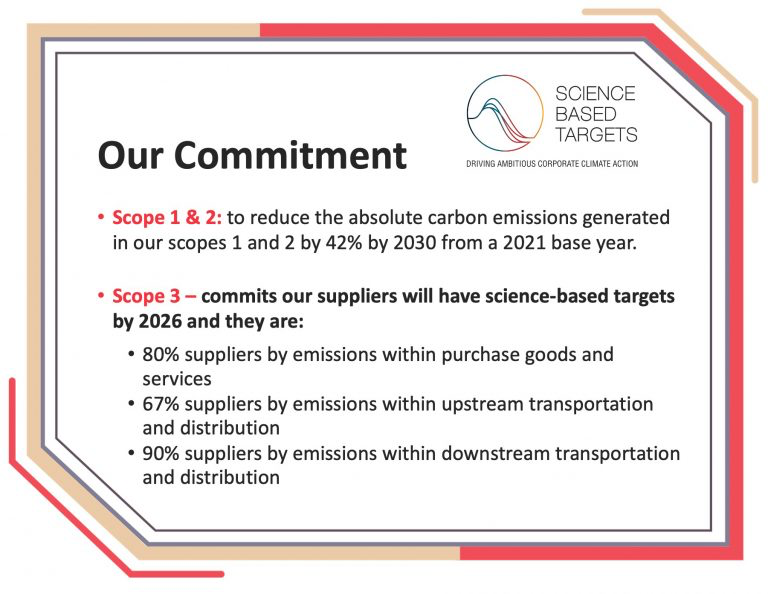 SCIENCE
BASED
TARGETS
DRIVING AMBITIOUS CORPORATE CLIMATE ACTION
Our Commitment
• Scope 1 & 2: to reduce the absolute carbon emissions generated
in our scopes 1 and 2 by 42% by 2030 from a 2021 base year.
• Scope 3 – commits our suppliers will have science-based targets
by 2026 and they are:
• 80% suppliers by emissions within purchase goods and
services
• 67% suppliers by emissions within upstream transportation
and distribution
• 90% suppliers by emissions within downstream transportation
and distribution